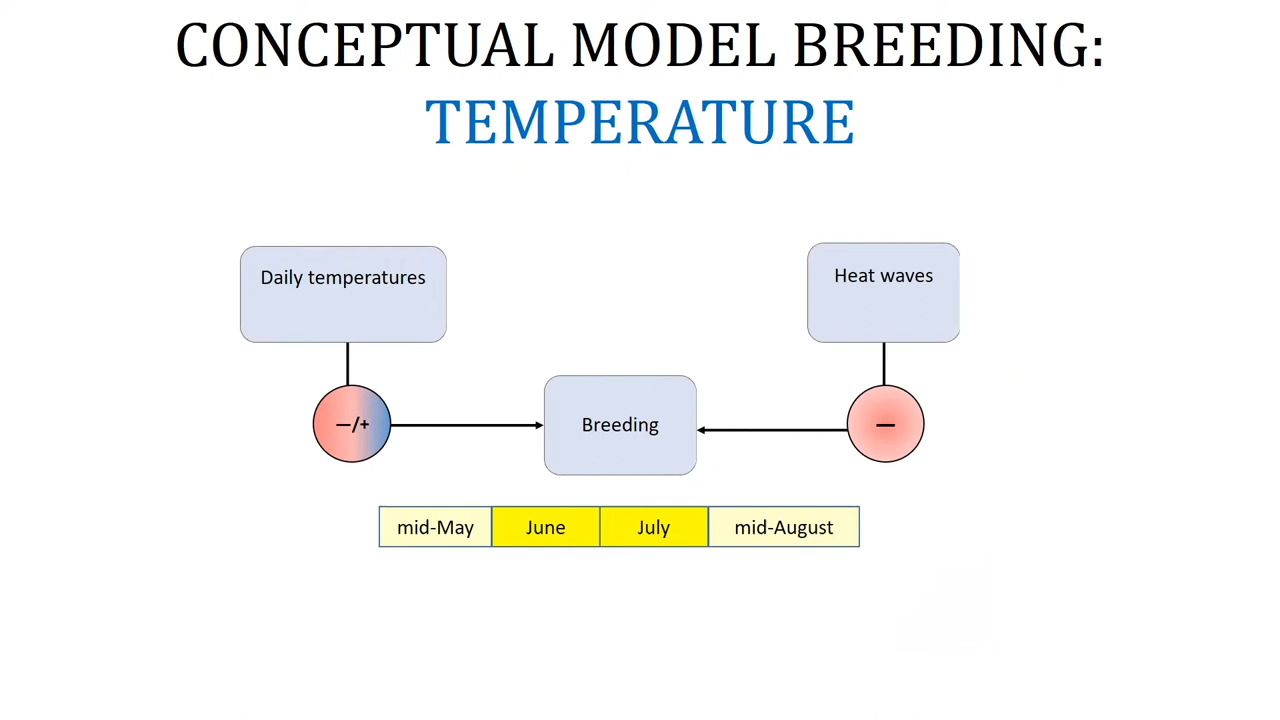 CONCEPTUAL MODEL BREEDING:
TEMPERATURE
Daily temperatures
Heat waves
—/+
Breeding
—
mid-May
June
July
mid-August